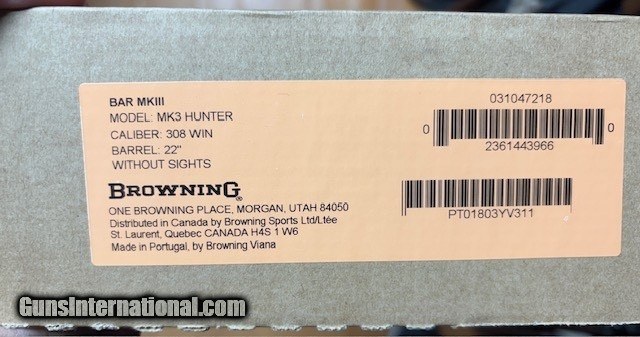 BAR MKIII
MODEL: MK3 HUNTER
CALIBER: 308 WIN
BARREL: 22"
WITHOUT SIGHTS
BROWNING®
ONE BROWNING PLACE, MORGAN, UTAH 84050
Distributed in Canada by Browning Sports Ltd/Ltée
St. Laurent, Quebec CANADA H4S 1 W6
Made in Portugal, by Browning Viana
031047218
0 2361443966 0
PT01803YV311
GunsInternational.com